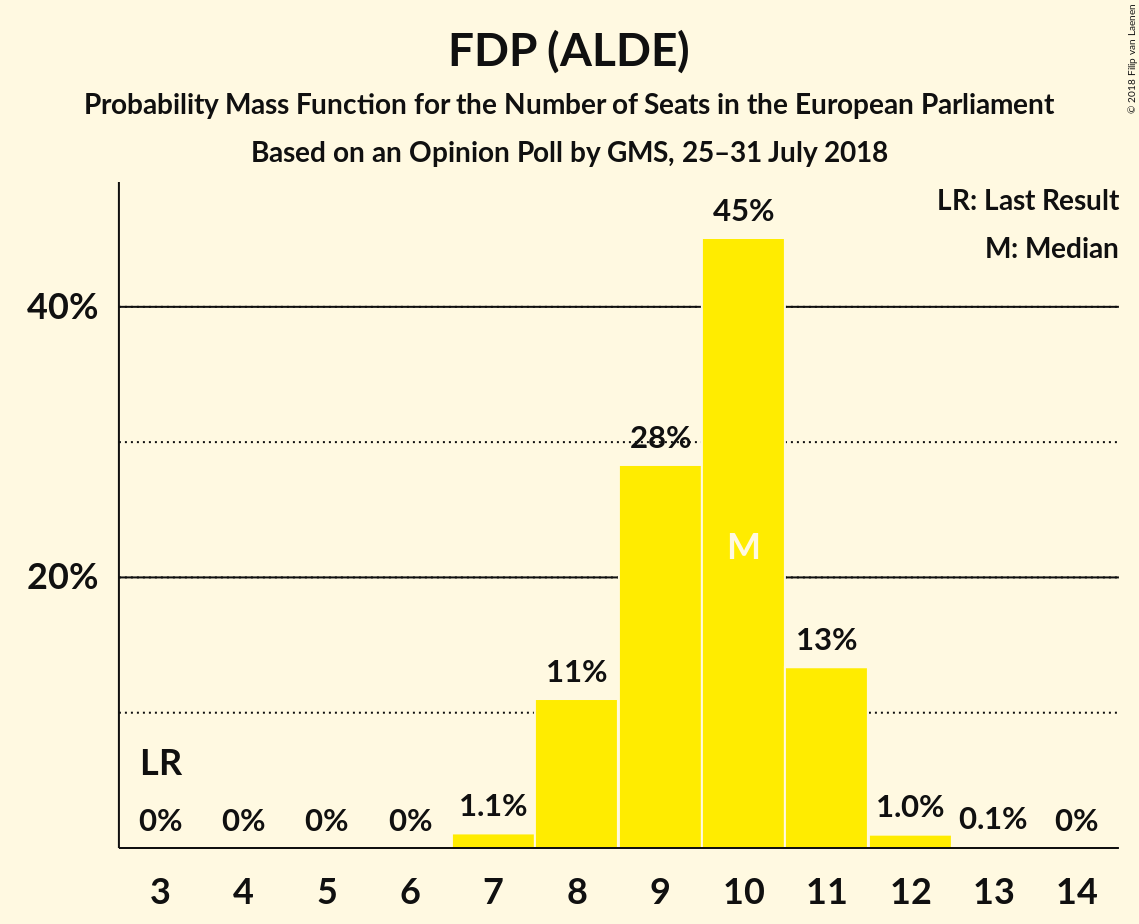 FDP (ALDE)
Probability Mass Function for the Number of Seats in the European Parliament
Based on an Opinion Poll by GMS, 25–31 July 2018
© 2018 Filip van Laenen
LR: Last Result
M: Median
45%
40%
28%
M
20%
13%
11%
LR
0% 0% 0% 0% 1.1% 1.0% 0.1% 0%
3 4 5 6 7 8 9 10 11 12 13 14